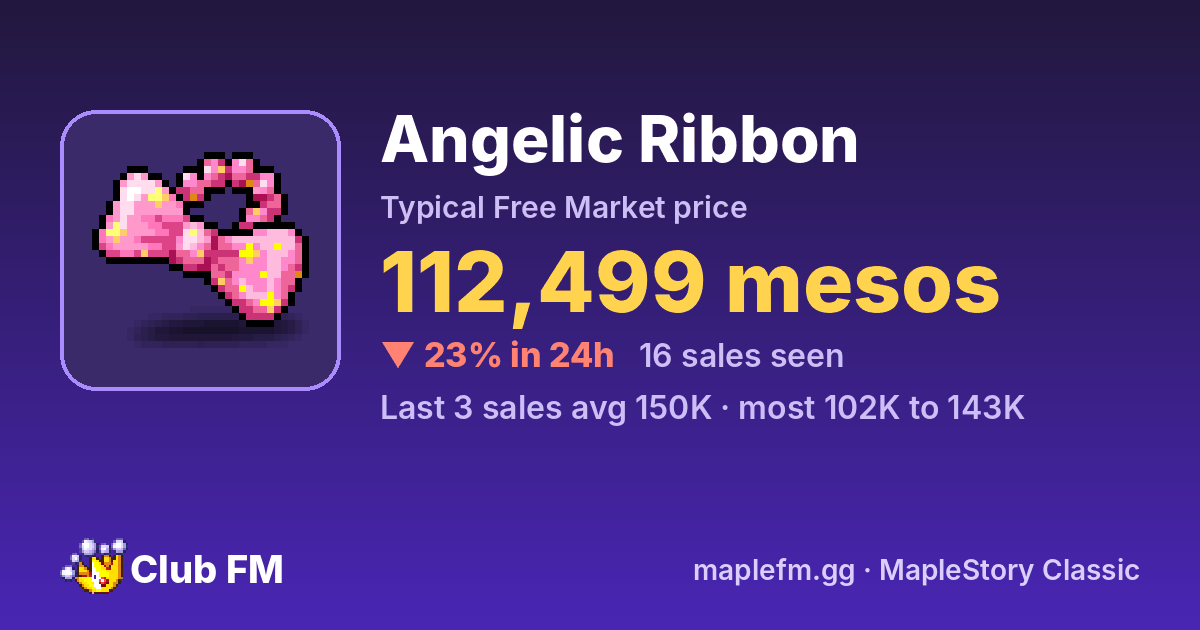 Angelic Ribbon
Typical Free Market price
112,499 mesos
▼ 23% in 24h 16 sales seen
Last 3 sales avg 150K · most 102K to 143K
Club FM
maplefm.gg · MapleStory Classic